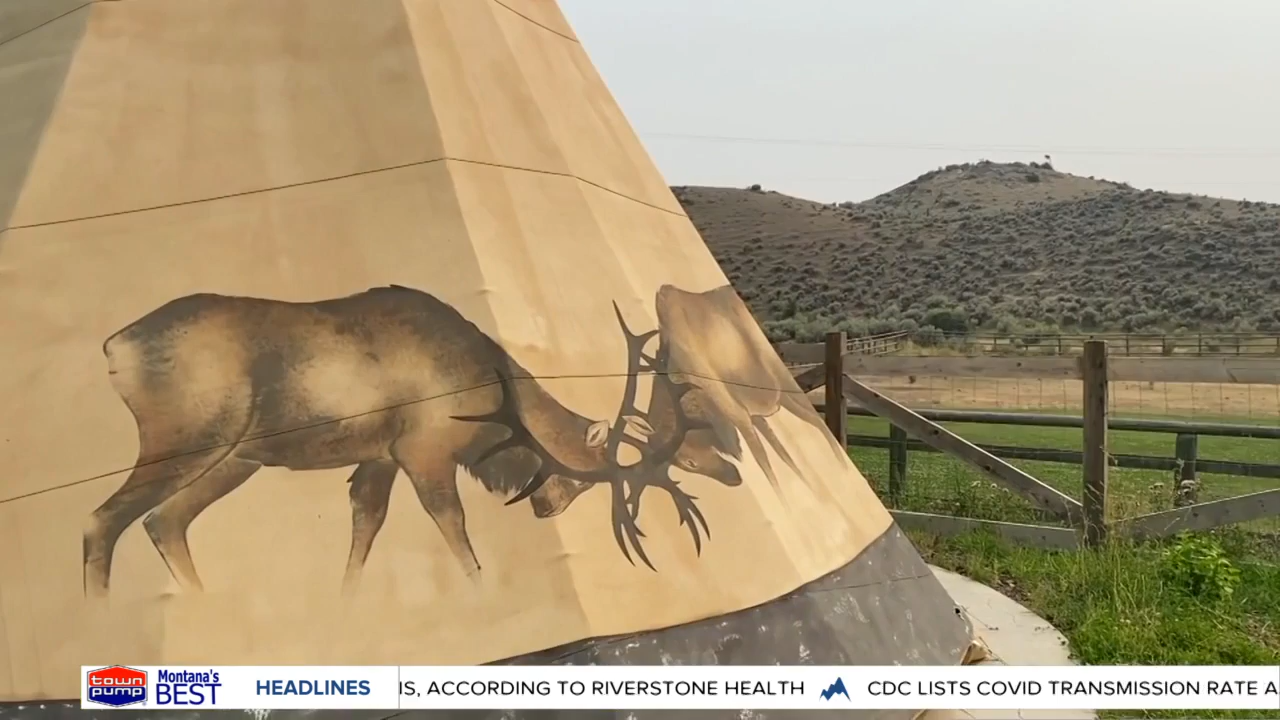 town
pump
Montana's
BEST
HEADLINES
IS, ACCORDING TO RIVERSTONE HEALTH
CDC LISTS COVID TRANSMISSION RATE A